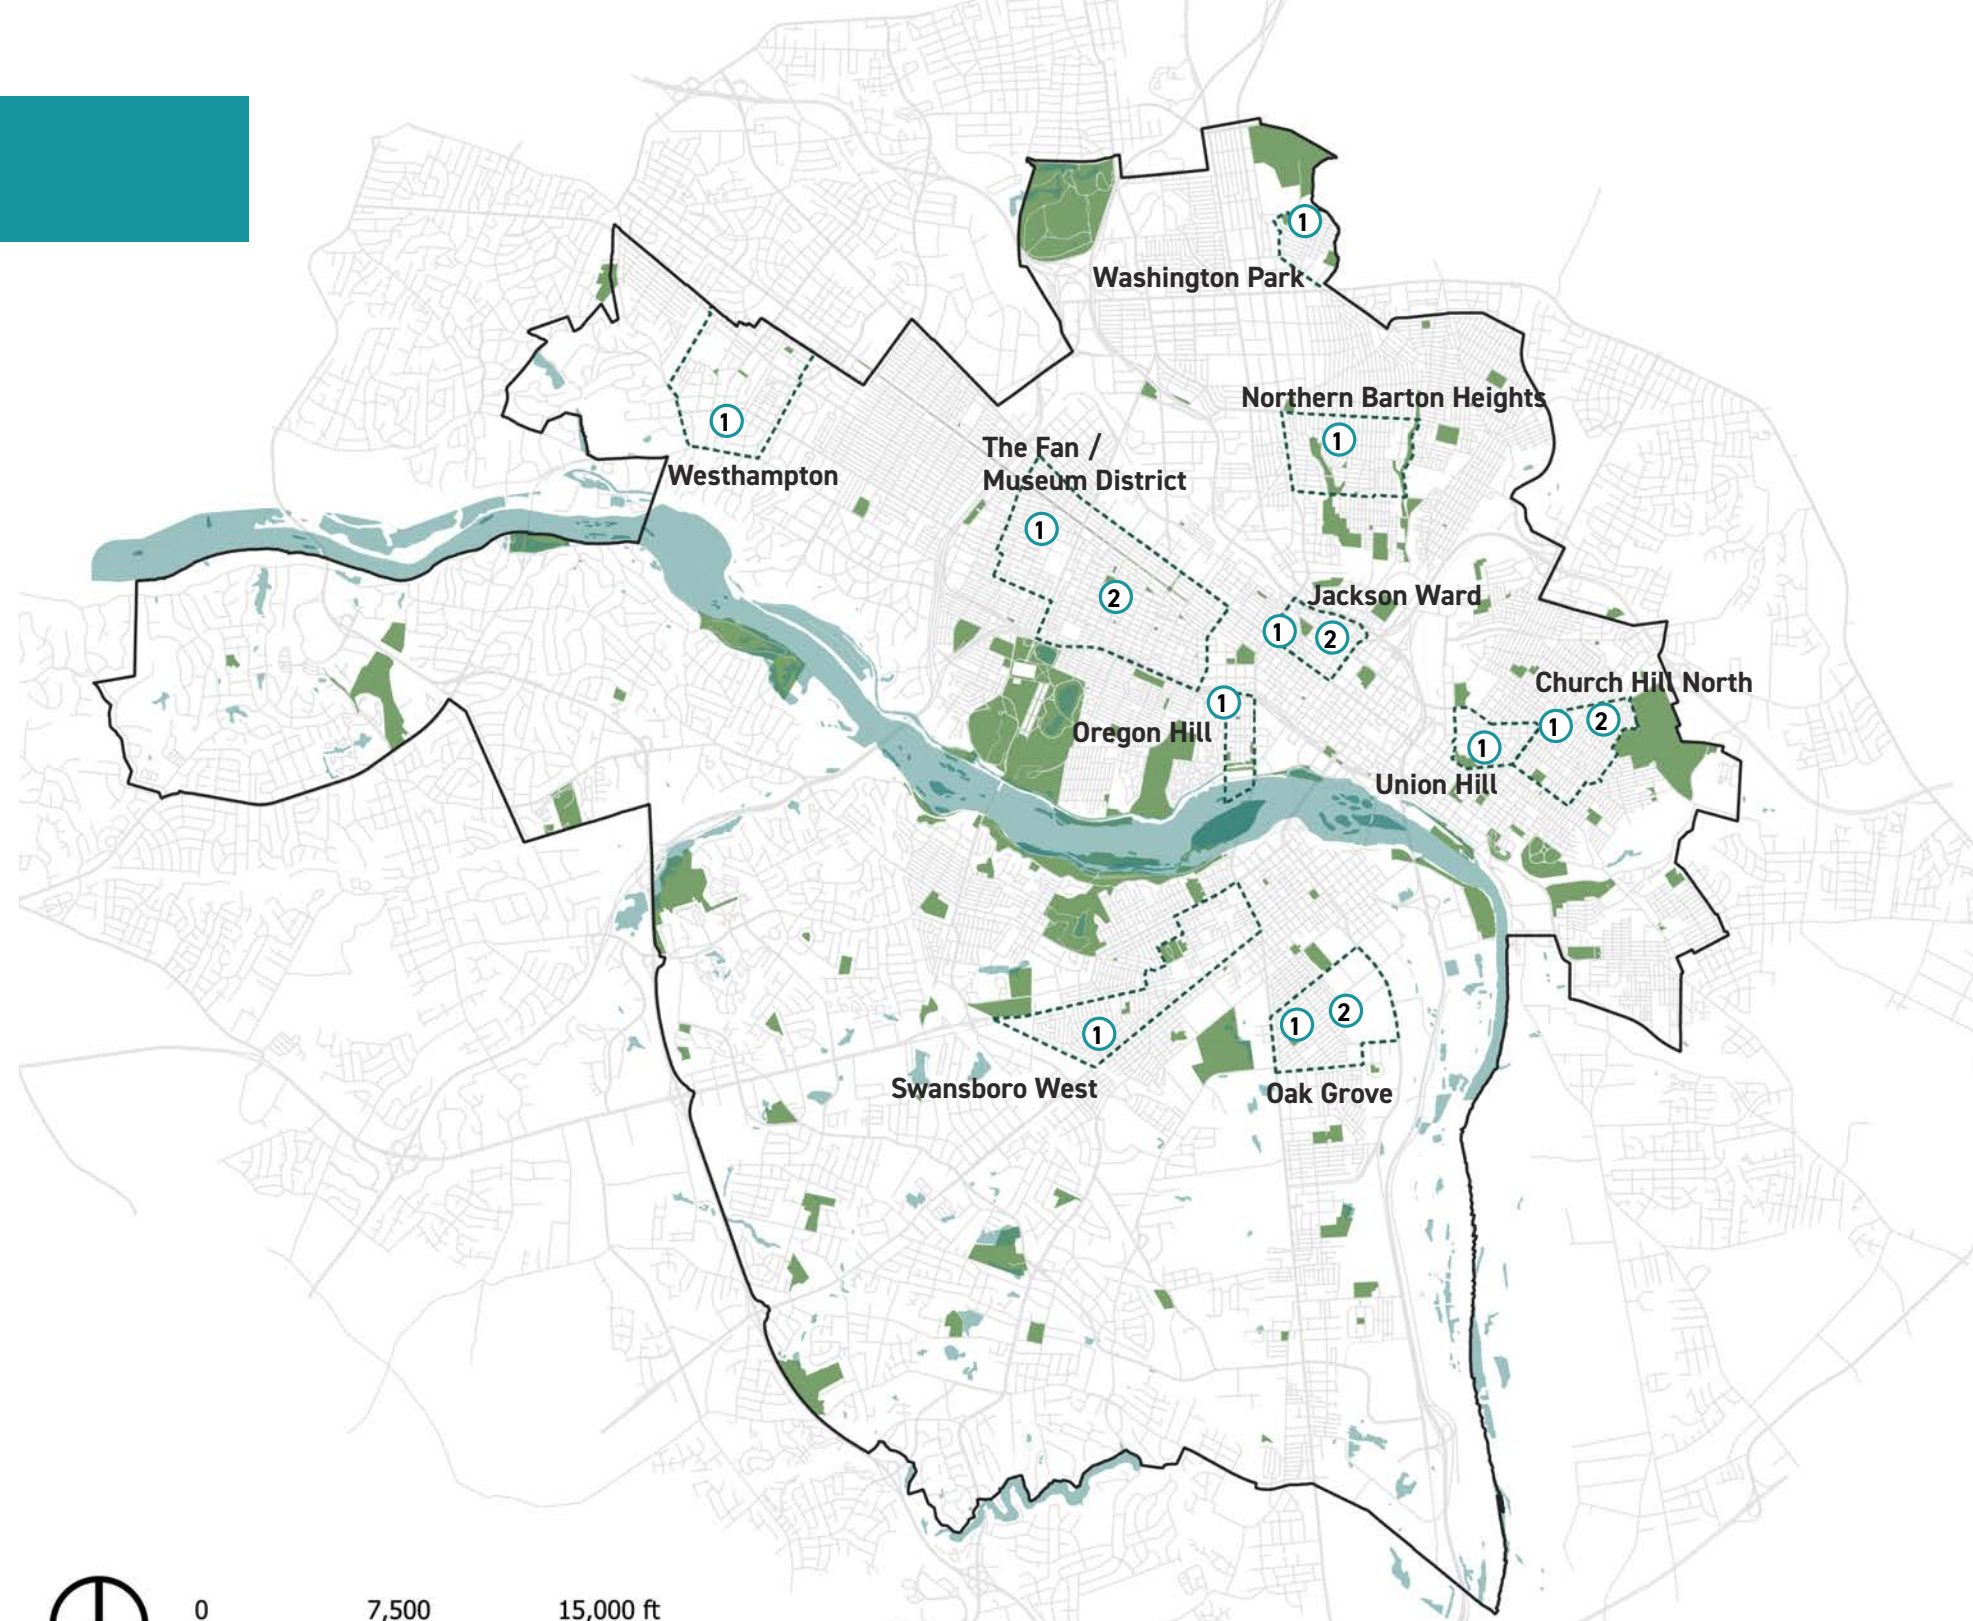 1
Washington Park
Northern Barton Heights
1
1
Westhampton
The Fan /
Museum District
1
2
Jackson Ward
1
2
Church Hill North
1
2
1
Union Hill
1
Oregon Hill
1
Swansboro West
1
2
Oak Grove
0
7,500
15,000 ft